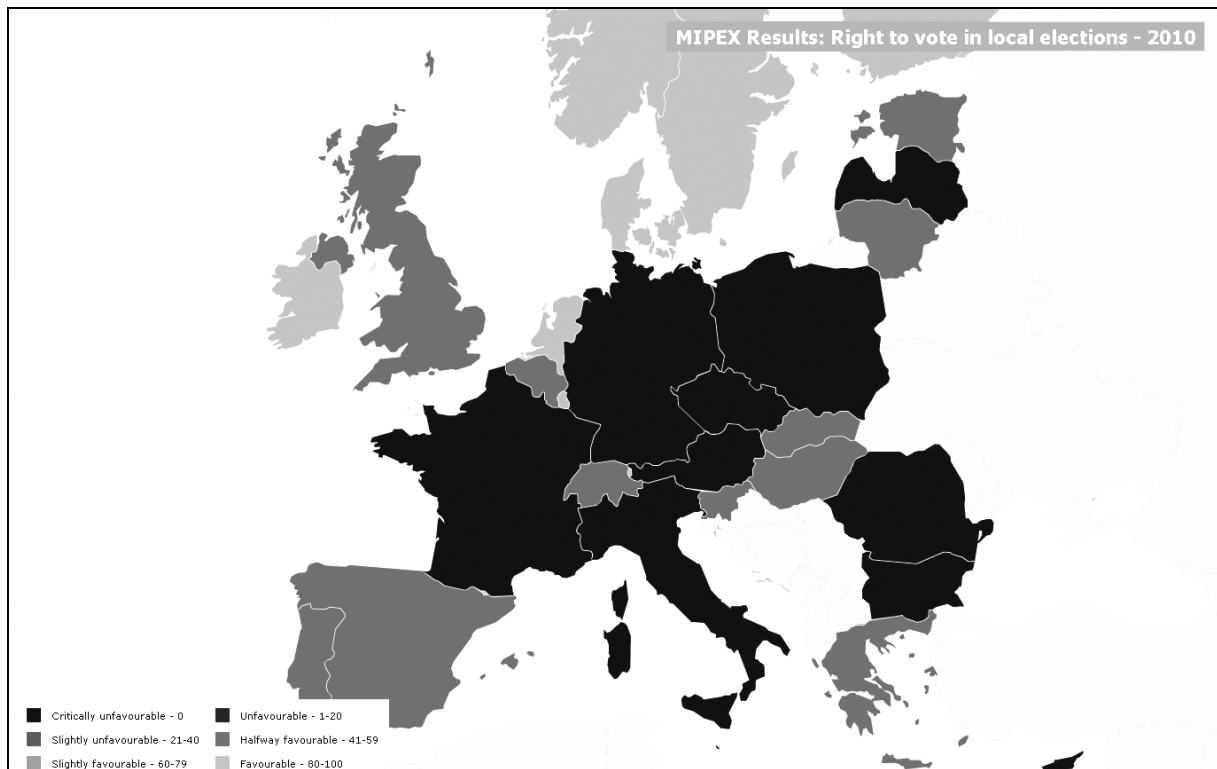 MIPEX Results: Right to vote in local elections - 2010
Critically unfavourable - 0
Unfavourable - 1-20
Slightly unfavourable - 21-40
Halfway favourable - 41-59
Slightly favourable - 60-79
Favourable - 80-100